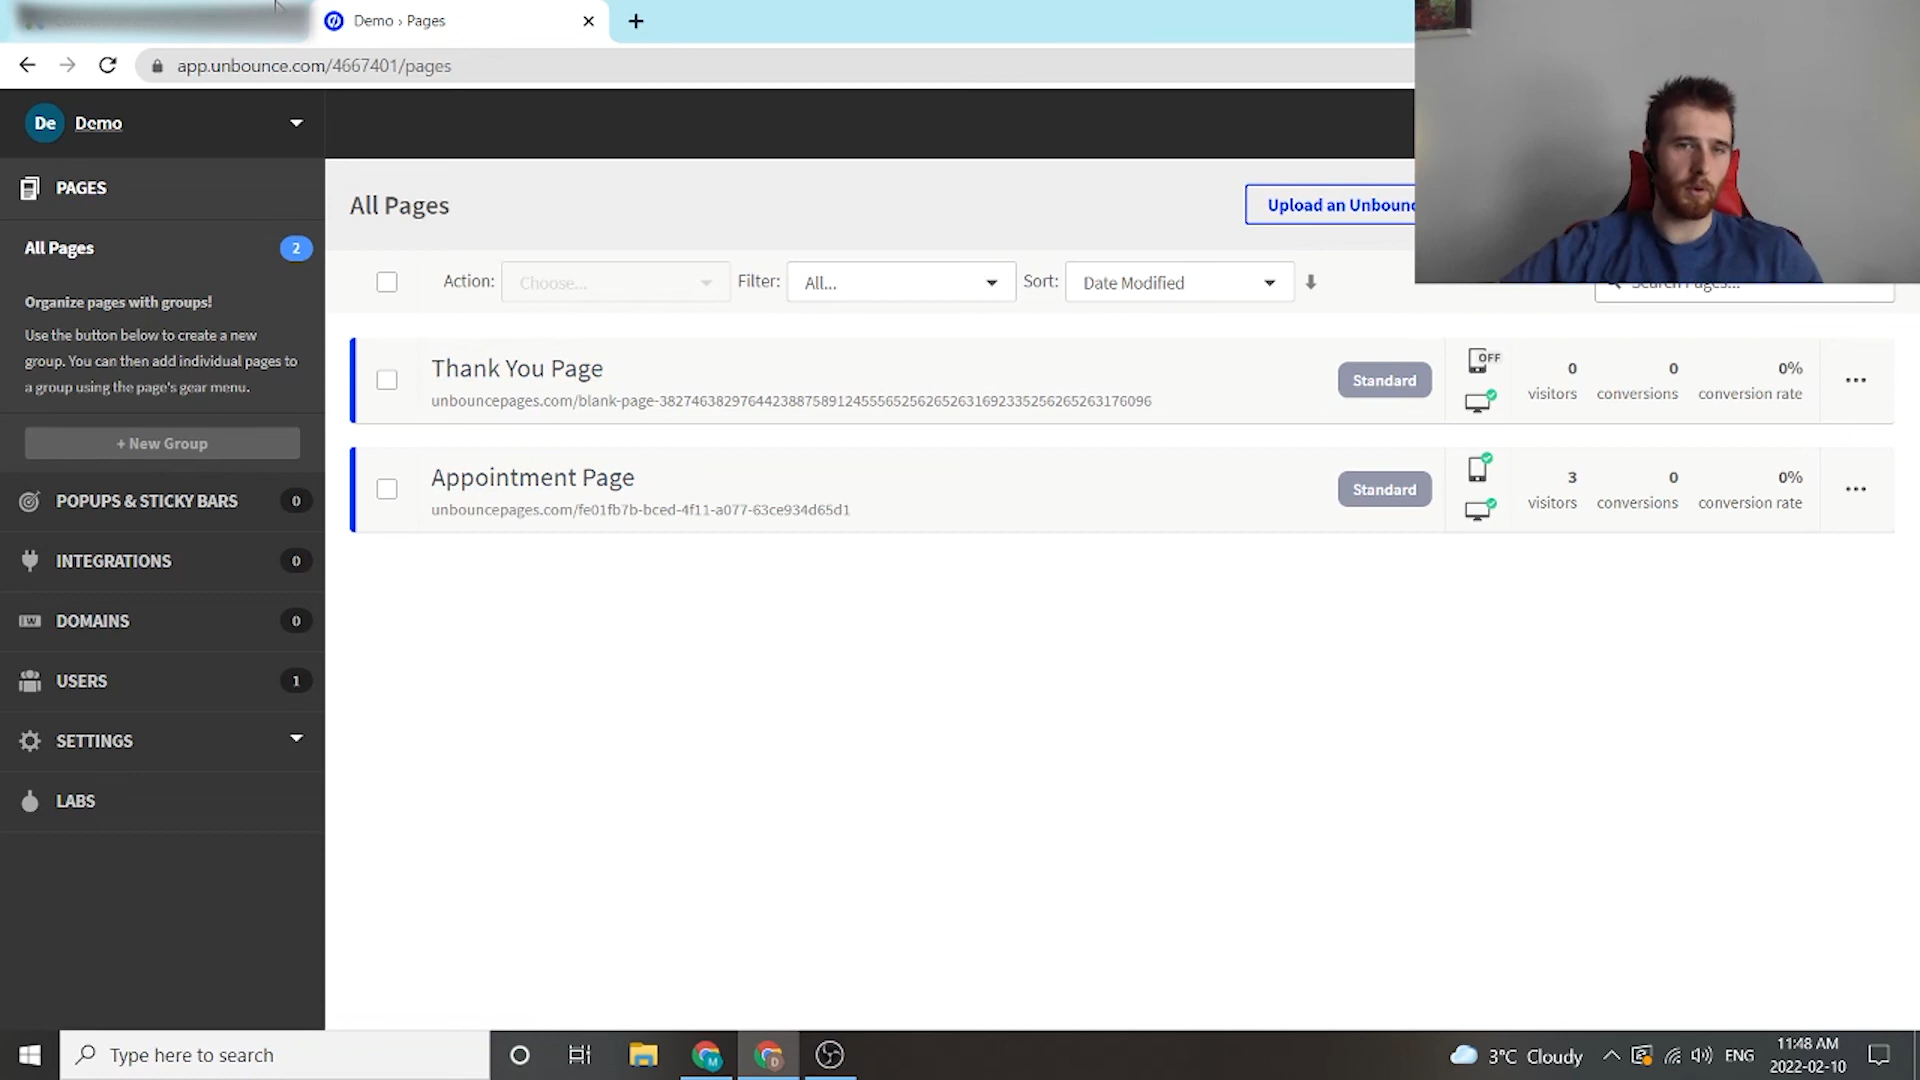 Demo › Pages
app.unbounce.com/4667401/pages
De Demo
PAGES
All Pages 2
Organize pages with groups!
Use the button below to create a new
group. You can then add individual pages to
a group using the page's gear menu.
+ New Group
POPUPS & STICKY BARS 0
INTEGRATIONS 0
DOMAINS 0
USERS 1
SETTINGS
LABS
All Pages
Upload an Unbounc
Action: Choose... Filter: All... Sort: Date Modified
Search Pages...
Thank You Page
unbouncepages.com/blank-page-3827463829764423887589124555652562652631692335256265263176096
Standard
OFF
0 0 0%
visitors conversions conversion rate
Appointment Page
unbouncepages.com/fe01fb7b-bced-4f11-a077-63ce934d65d1
Standard
3 0 0%
visitors conversions conversion rate
Type here to search
M
D
3°C Cloudy
ENG
11:48 AM
2022-02-10